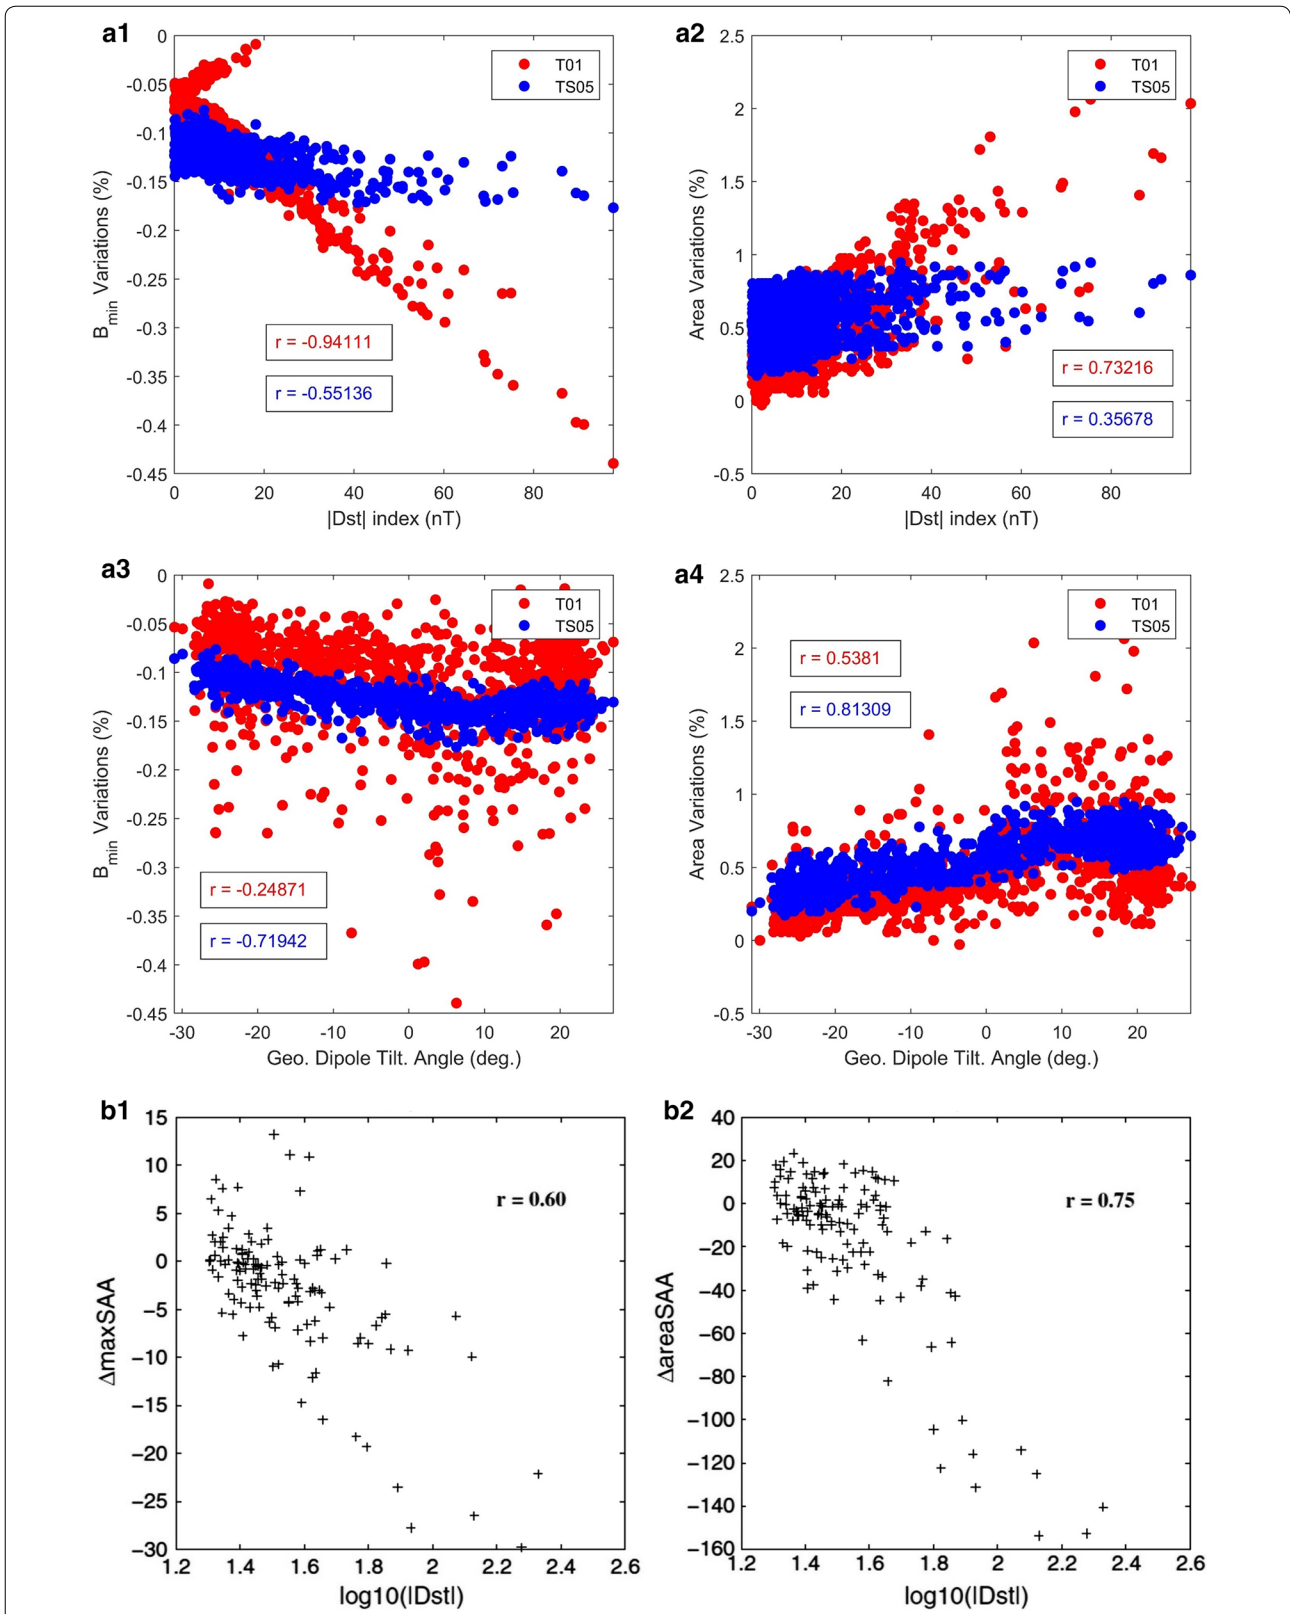 a1
0
-0.05
-0.1
-0.15
-0.2
-0.25
-0.3
-0.35
-0.4
-0.45
B_min Variations (%)
T01
TS05
r = -0.94111
r = -0.55136
0 20 40 60 80
|Dst| index (nT)
a2
2.5
2
1.5
1
0.5
0
-0.5
Area Variations (%)
T01
TS05
r = 0.73216
r = 0.35678
0 20 40 60 80
|Dst| index (nT)
a3
0
-0.05
-0.1
-0.15
-0.2
-0.25
-0.3
-0.35
-0.4
-0.45
B_min Variations (%)
T01
TS05
r = -0.24871
r = -0.71942
-30 -20 -10 0 10 20
Geo. Dipole Tilt. Angle (deg.)
a4
2.5
2
1.5
1
0.5
0
-0.5
Area Variations (%)
T01
TS05
r = 0.5381
r = 0.81309
-30 -20 -10 0 10 20
Geo. Dipole Tilt. Angle (deg.)
b1
15
10
5
0
−5
−10
−15
−20
−25
−30
ΔmaxSAA
r = 0.60
1.2 1.4 1.6 1.8 2 2.2 2.4 2.6
log10(|Dst|)
b2
40
20
0
−20
−40
−60
−80
−100
−120
−140
−160
ΔareaSAA
r = 0.75
1.2 1.4 1.6 1.8 2 2.2 2.4 2.6
log10(|Dst|)